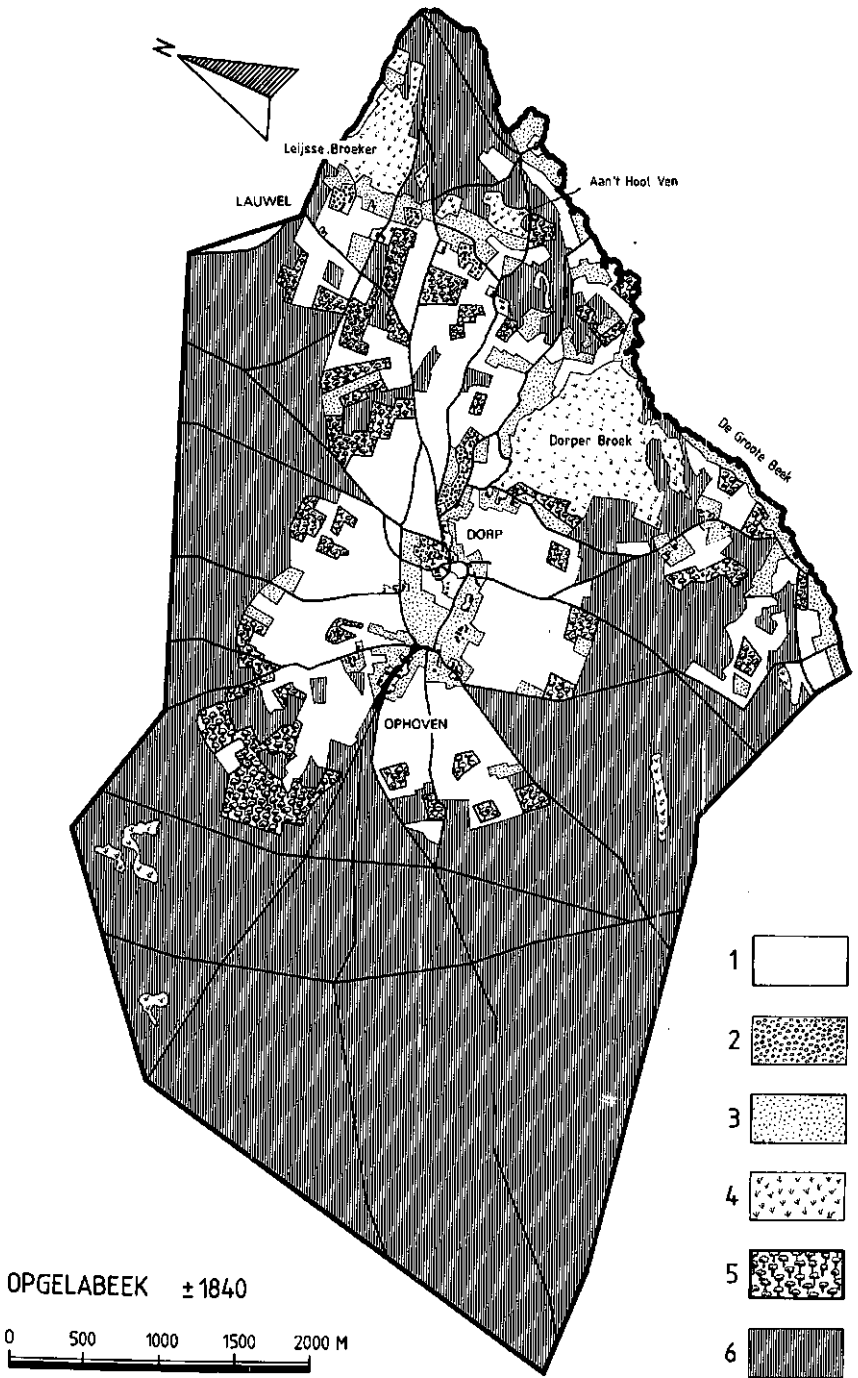 N
Leijsse Broeker
Aan't Hool Ven
LAUWEL
De Groote Beek
Dorper Broek
DORP
OPHOVEN
1
2
3
4
5
6
OPGELABEEK ±1840
0 500 1000 1500 2000 M